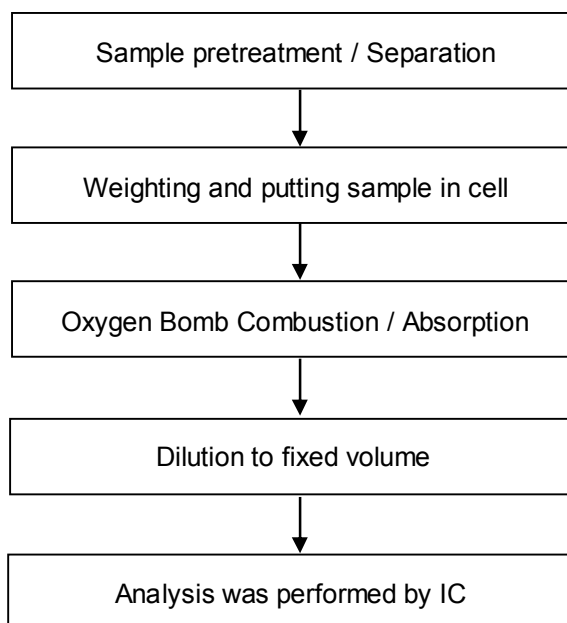 Sample pretreatment / Separation
Weighting and putting sample in cell
Oxygen Bomb Combustion / Absorption
Dilution to fixed volume
Analysis was performed by IC